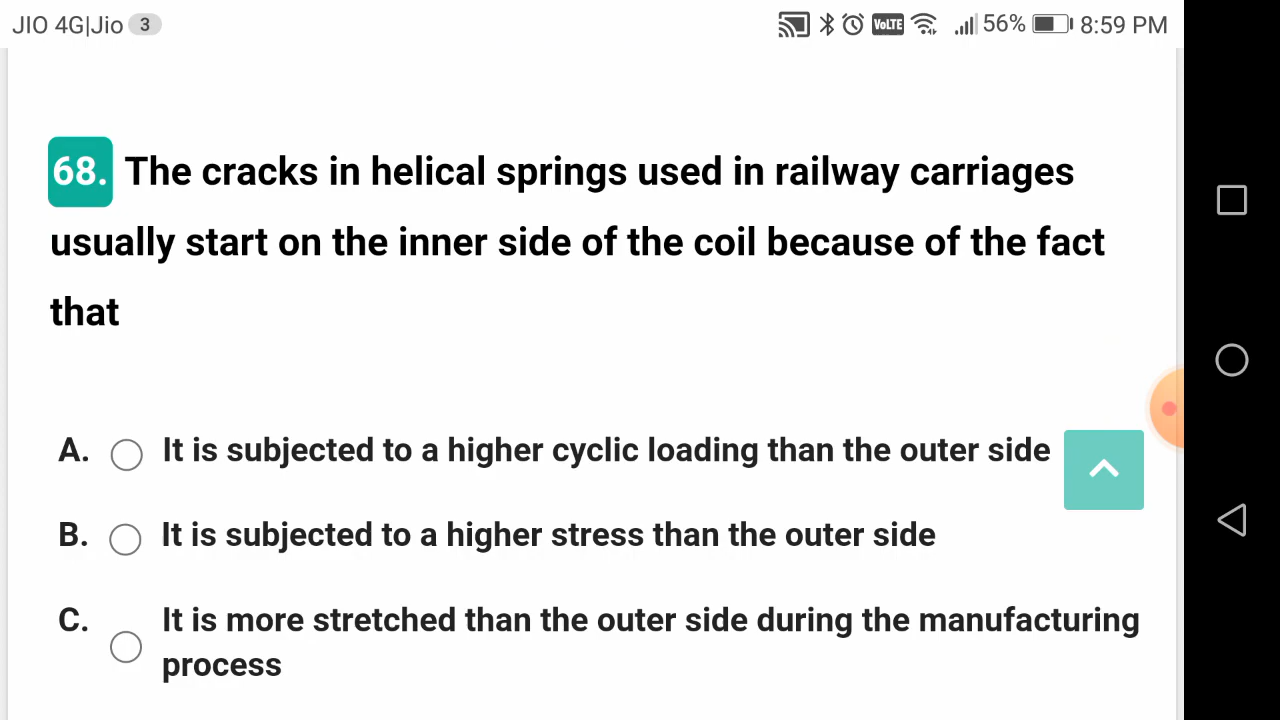 JIO 4G|Jio 3 VoLTE 56% 8:59 PM
68. The cracks in helical springs used in railway carriages
usually start on the inner side of the coil because of the fact
that
A. It is subjected to a higher cyclic loading than the outer side
B. It is subjected to a higher stress than the outer side
C. It is more stretched than the outer side during the manufacturing
process